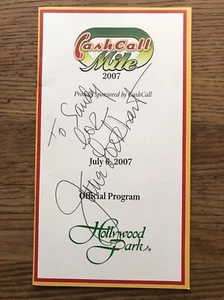 CashCall
Mile
2007
Proudly Sponsored by CashCall
To Sandy
July 6, 2007
Official Program
Hollywood
Park®